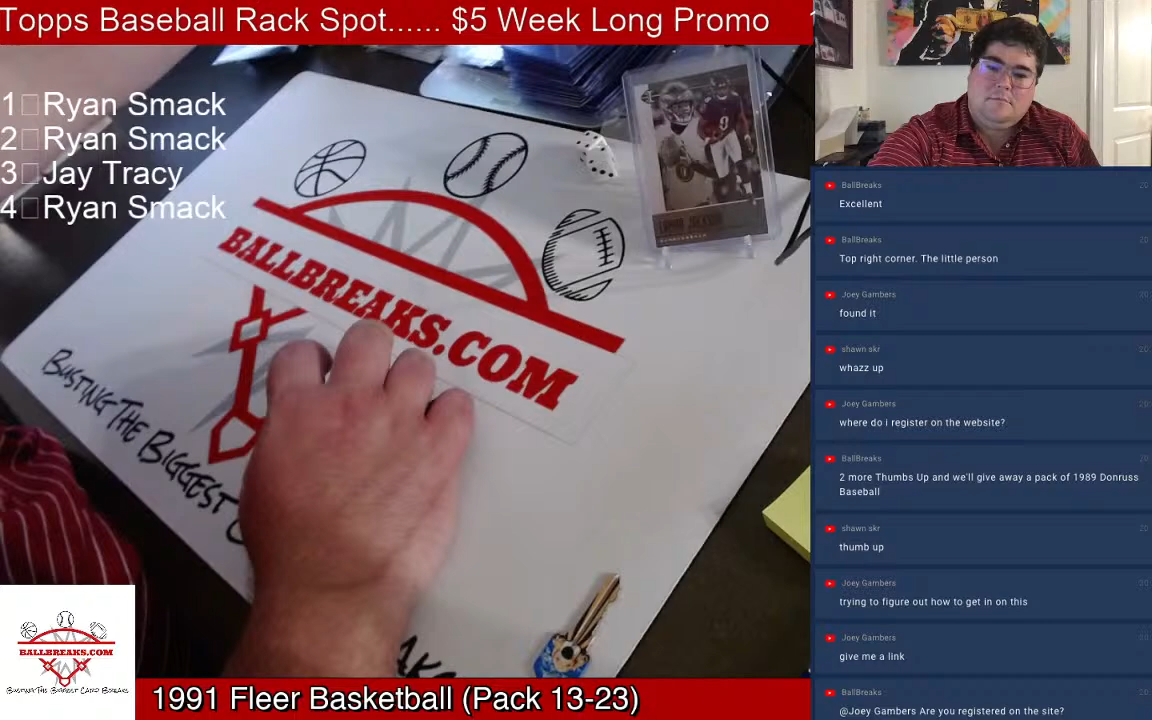 Topps Baseball Rack Spot...... $5 Week Long Promo
1 Ryan Smack
2 Ryan Smack
3 Jay Tracy
4 Ryan Smack
BALLBREAKS.COM
BUSTING THE BIGGEST
BALLBREAKS.COM
BUSTING THE BIGGEST CARD BREAKS
1991 Fleer Basketball (Pack 13-23)
BallBreaks
Excellent
BallBreaks
Top right corner. The little person
Joey Gambers
found it
shawn skr
whazz up
Joey Gambers
where do i register on the website?
BallBreaks
2 more Thumbs Up and we'll give away a pack of 1989 Donruss
Baseball
shawn skr
thumb up
Joey Gambers
trying to figure out how to get in on this
Joey Gambers
give me a link
BallBreaks
@Joey Gambers Are you registered on the site?